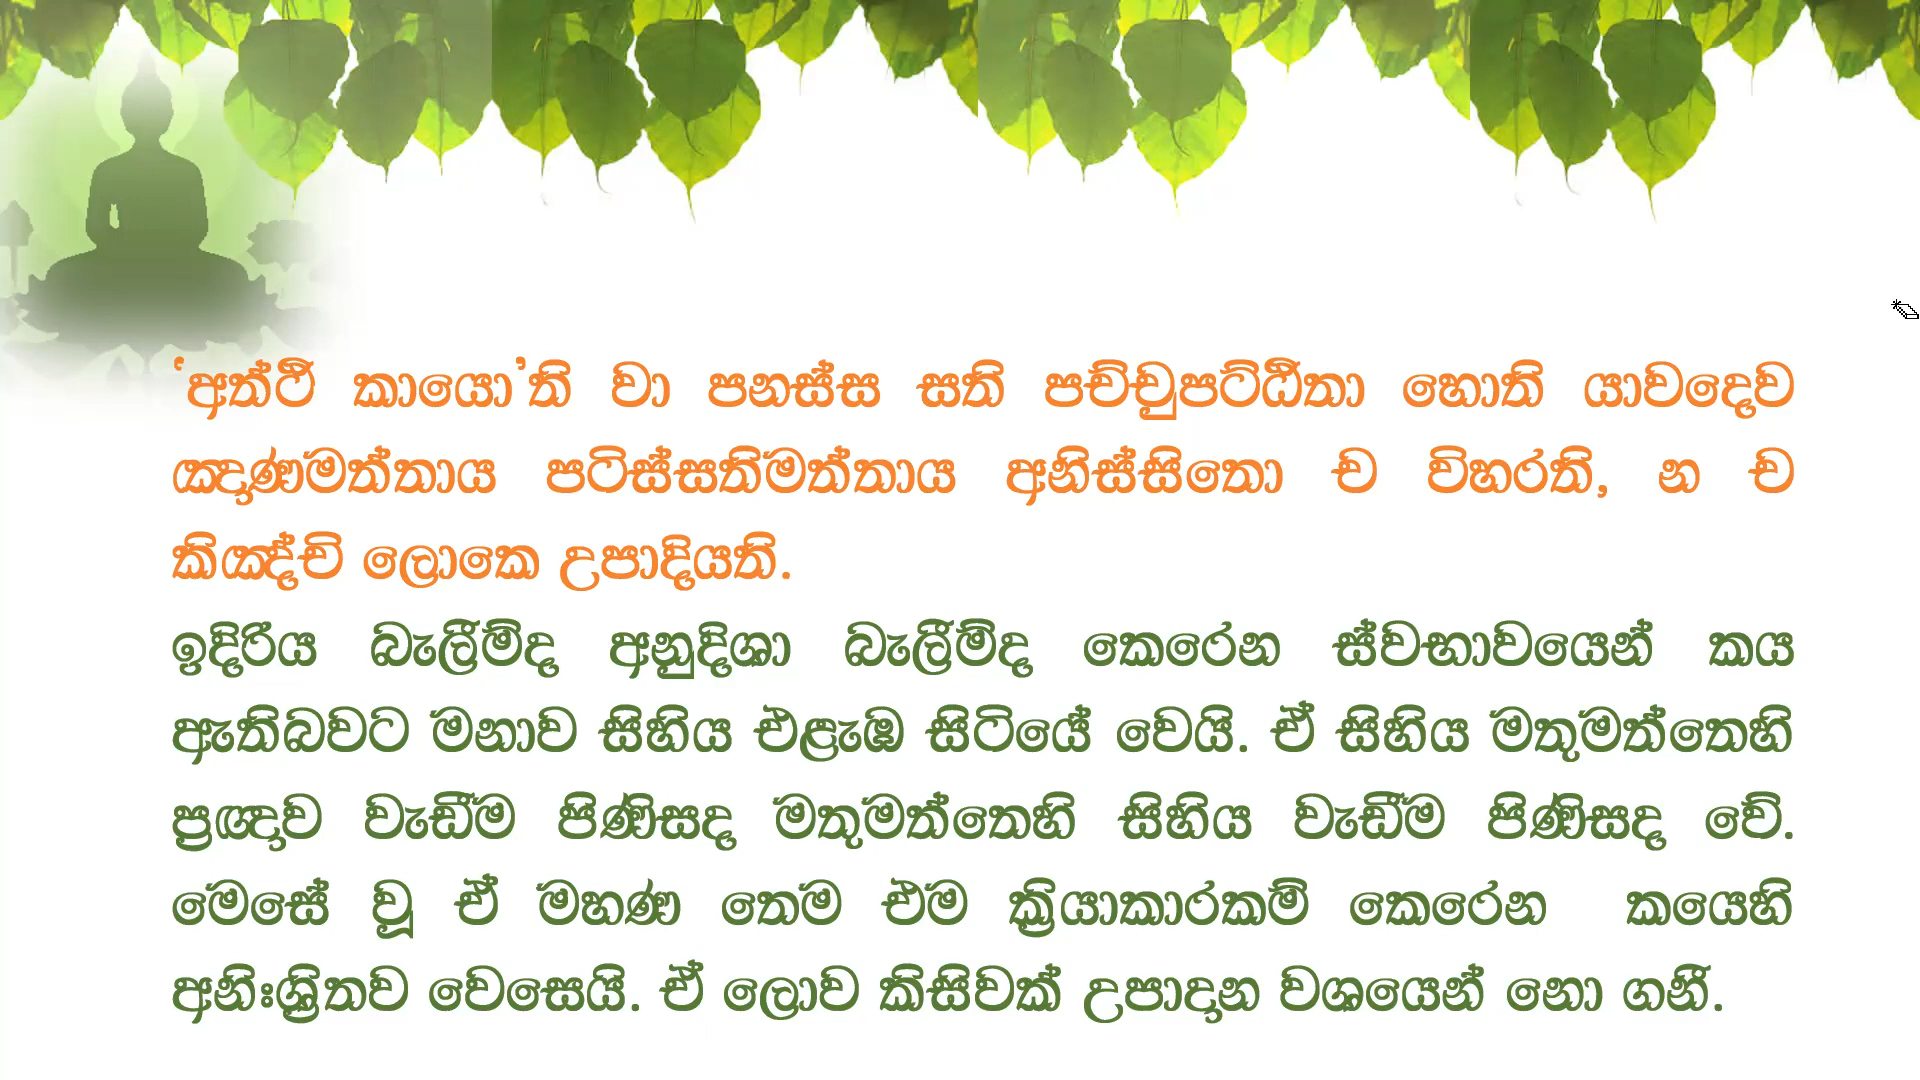 ‘අත්ථි කායො’ති වා පනස්ස සති පච්චුපට්ඨිතා හොති යාවදෙව
ඤාණමත්තාය පටිස්සතිමත්තාය අනිස්සිතො ච විහරති, න ච
කිඤ්චි ලොකෙ උපාදියති.
ඉදිරිය බැලීම්ද අනුදිශා බැලීම්ද කෙරෙන ස්වභාවයෙන් කය
ඇතිබවට මනාව සිහිය එළැඹ සිටියේ වෙයි. ඒ සිහිය මතුමත්තෙහි
ප්‍රඥාව වැඩීම පිණිසද මතුමත්තෙහි සිහිය වැඩීම පිණිසද වේ.
මෙසේ වූ ඒ මහණ තෙම එම ක්‍රියාකාරකම් කෙරෙන කයෙහි
අනිඃශ්‍රිතව වෙසෙයි. ඒ ලොව කිසිවක් උපාදාන වශයෙන් නො ගනී.